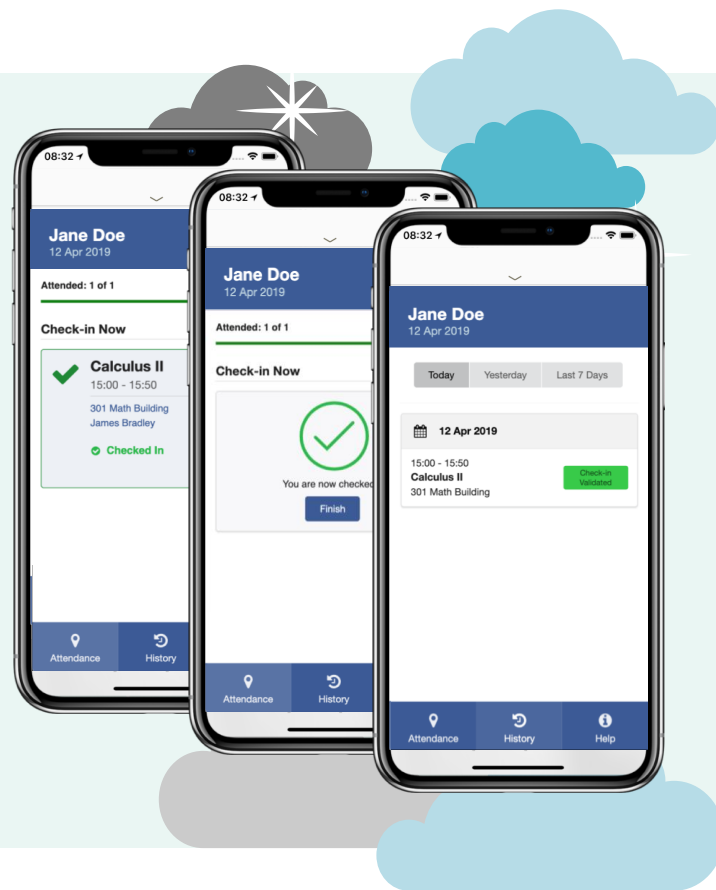 08:32
Jane Doe
12 Apr 2019
Attended: 1 of 1
Check-in Now
Calculus II
15:00 - 15:50
301 Math Building
James Bradley
Checked In
Attendance
History
08:32
Jane Doe
12 Apr 2019
Attended: 1 of 1
Check-in Now
You are now checked
Finish
Attendance
History
08:32
Jane Doe
12 Apr 2019
Today Yesterday Last 7 Days
12 Apr 2019
15:00 - 15:50
Calculus II
301 Math Building
Check-in
Validated
Attendance History Help